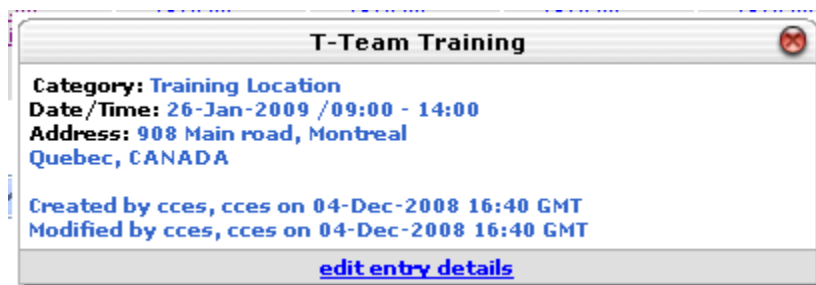 T-Team Training
Category: Training Location
Date/Time: 26-Jan-2009 /09:00 - 14:00
Address: 908 Main road, Montreal
Quebec, CANADA
Created by cces, cces on 04-Dec-2008 16:40 GMT
Modified by cces, cces on 04-Dec-2008 16:40 GMT
edit entry details